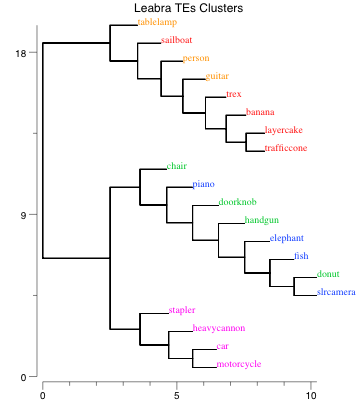 Leabra TEs Clusters
tablelamp
sailboat
person
guitar
trex
banana
layercake
trafficcone
chair
piano
doorknob
handgun
elephant
fish
donut
slrcamera
stapler
heavycannon
car
motorcycle
18
9
0
0 5 10